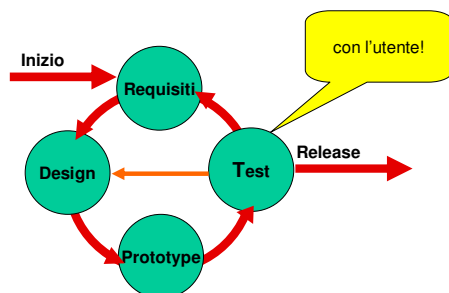 con l'utente!
Inizio
Requisiti
Release
Design
Test
Prototype